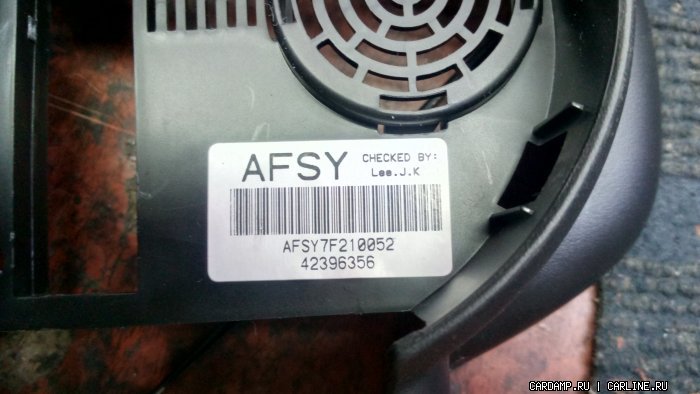 AFSY CHECKED BY:
Lee.J.K
AFSY7F210052
42396356
CARDAMP.RU | CARLINE.RU